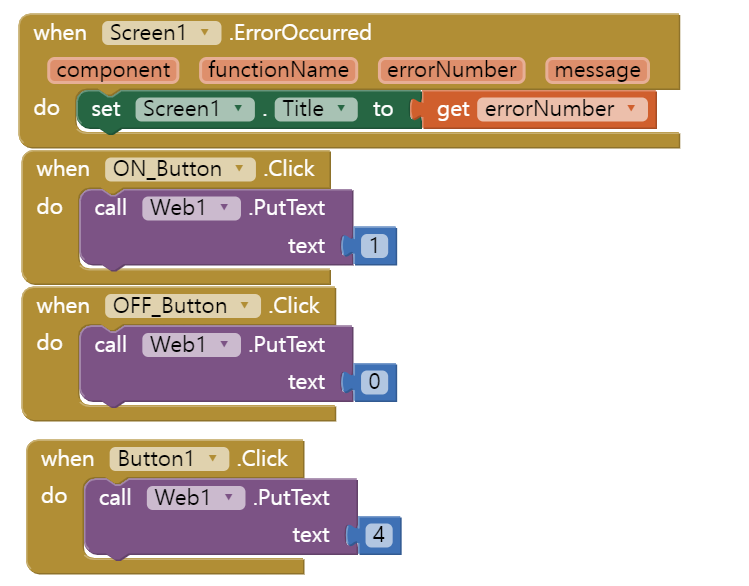 when Screen1 .ErrorOccurred
component functionName errorNumber message
do set Screen1 . Title to get errorNumber
when ON_Button .Click
do call Web1 .PutText
text 1
when OFF_Button .Click
do call Web1 .PutText
text 0
when Button1 .Click
do call Web1 .PutText
text 4